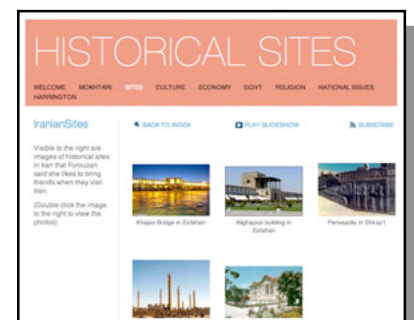 HISTORICAL SITES
WELCOME MOKHTARI SITES CULTURE ECONOMY GOVT RELIGION NATIONAL ISSUES
HARRINGTON
IranianSites
BACK TO INDEX PLAY SLIDESHOW SUBSCRIBE
Visible to the right are
images of historical sites
in Iran that Forouzan
said she likes to bring
friends when they visit
Iran.
(Double click the image
to the right to view the
photos)
Khajoo Bridge in Esfahan
Alighapoo building in
Esfahan
Persepolis in Shiraz1